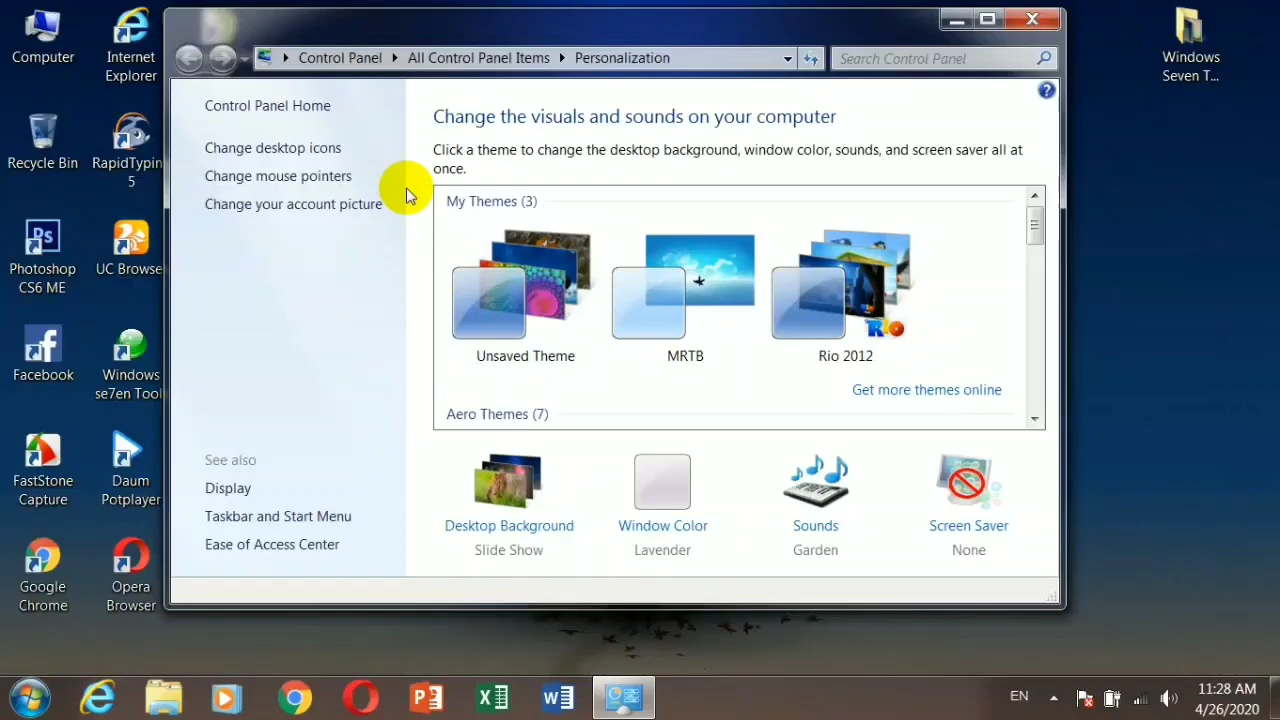 Computer
Internet
Explorer
Recycle Bin
RapidTyping
5
Photoshop
CS6 ME
UC Browse
Facebook
Windows
se7en Tool
FastStone
Capture
Daum
Potplayer
Google
Chrome
Opera
Browser
Windows
Seven T...
Control Panel
All Control Panel Items
Personalization
Search Control Panel
Control Panel Home
Change desktop icons
Change mouse pointers
Change your account picture
See also
Display
Taskbar and Start Menu
Ease of Access Center
Change the visuals and sounds on your computer
Click a theme to change the desktop background, window color, sounds, and screen saver all at
once.
My Themes (3)
RIO
Unsaved Theme
MRTB
Rio 2012
Get more themes online
Aero Themes (7)
Desktop Background
Slide Show
Window Color
Lavender
Sounds
Garden
Screen Saver
None
EN
11:28 AM
4/26/2020